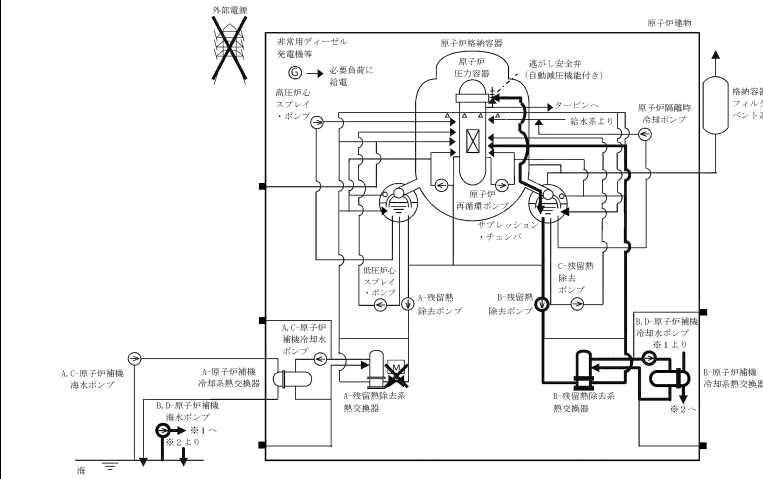 外部電源
原子炉建物
非常用ディーゼル
発電機等
G
必要負荷に
給電
原子炉格納容器
原子炉
圧力容器
逃がし安全弁
(自動減圧機能付き)
高圧炉心
スプレイ
・ポンプ
タービンへ
給水系より
原子炉隔離時
冷却ポンプ
格納容器
フィルタ
ベント系
原子炉
再循環ポンプ
サプレッション
・チェンバ
低圧炉心
スプレイ
・ポンプ
A-残留熱
除去ポンプ
B-残留熱
除去ポンプ
C-残留熱
除去
ポンプ
A,C-原子炉
補機冷却水
ポンプ
B,D-原子炉補機
冷却水ポンプ
※1より
A,C-原子炉補機
海水ポンプ
A-原子炉補機
冷却系熱交換器
M
B-原子炉補機
冷却系熱交換器
A-残留熱除去系
熱交換器
B-残留熱除去系
熱交換器
※2へ
B,D-原子炉補機
海水ポンプ
※1へ
※2より
海